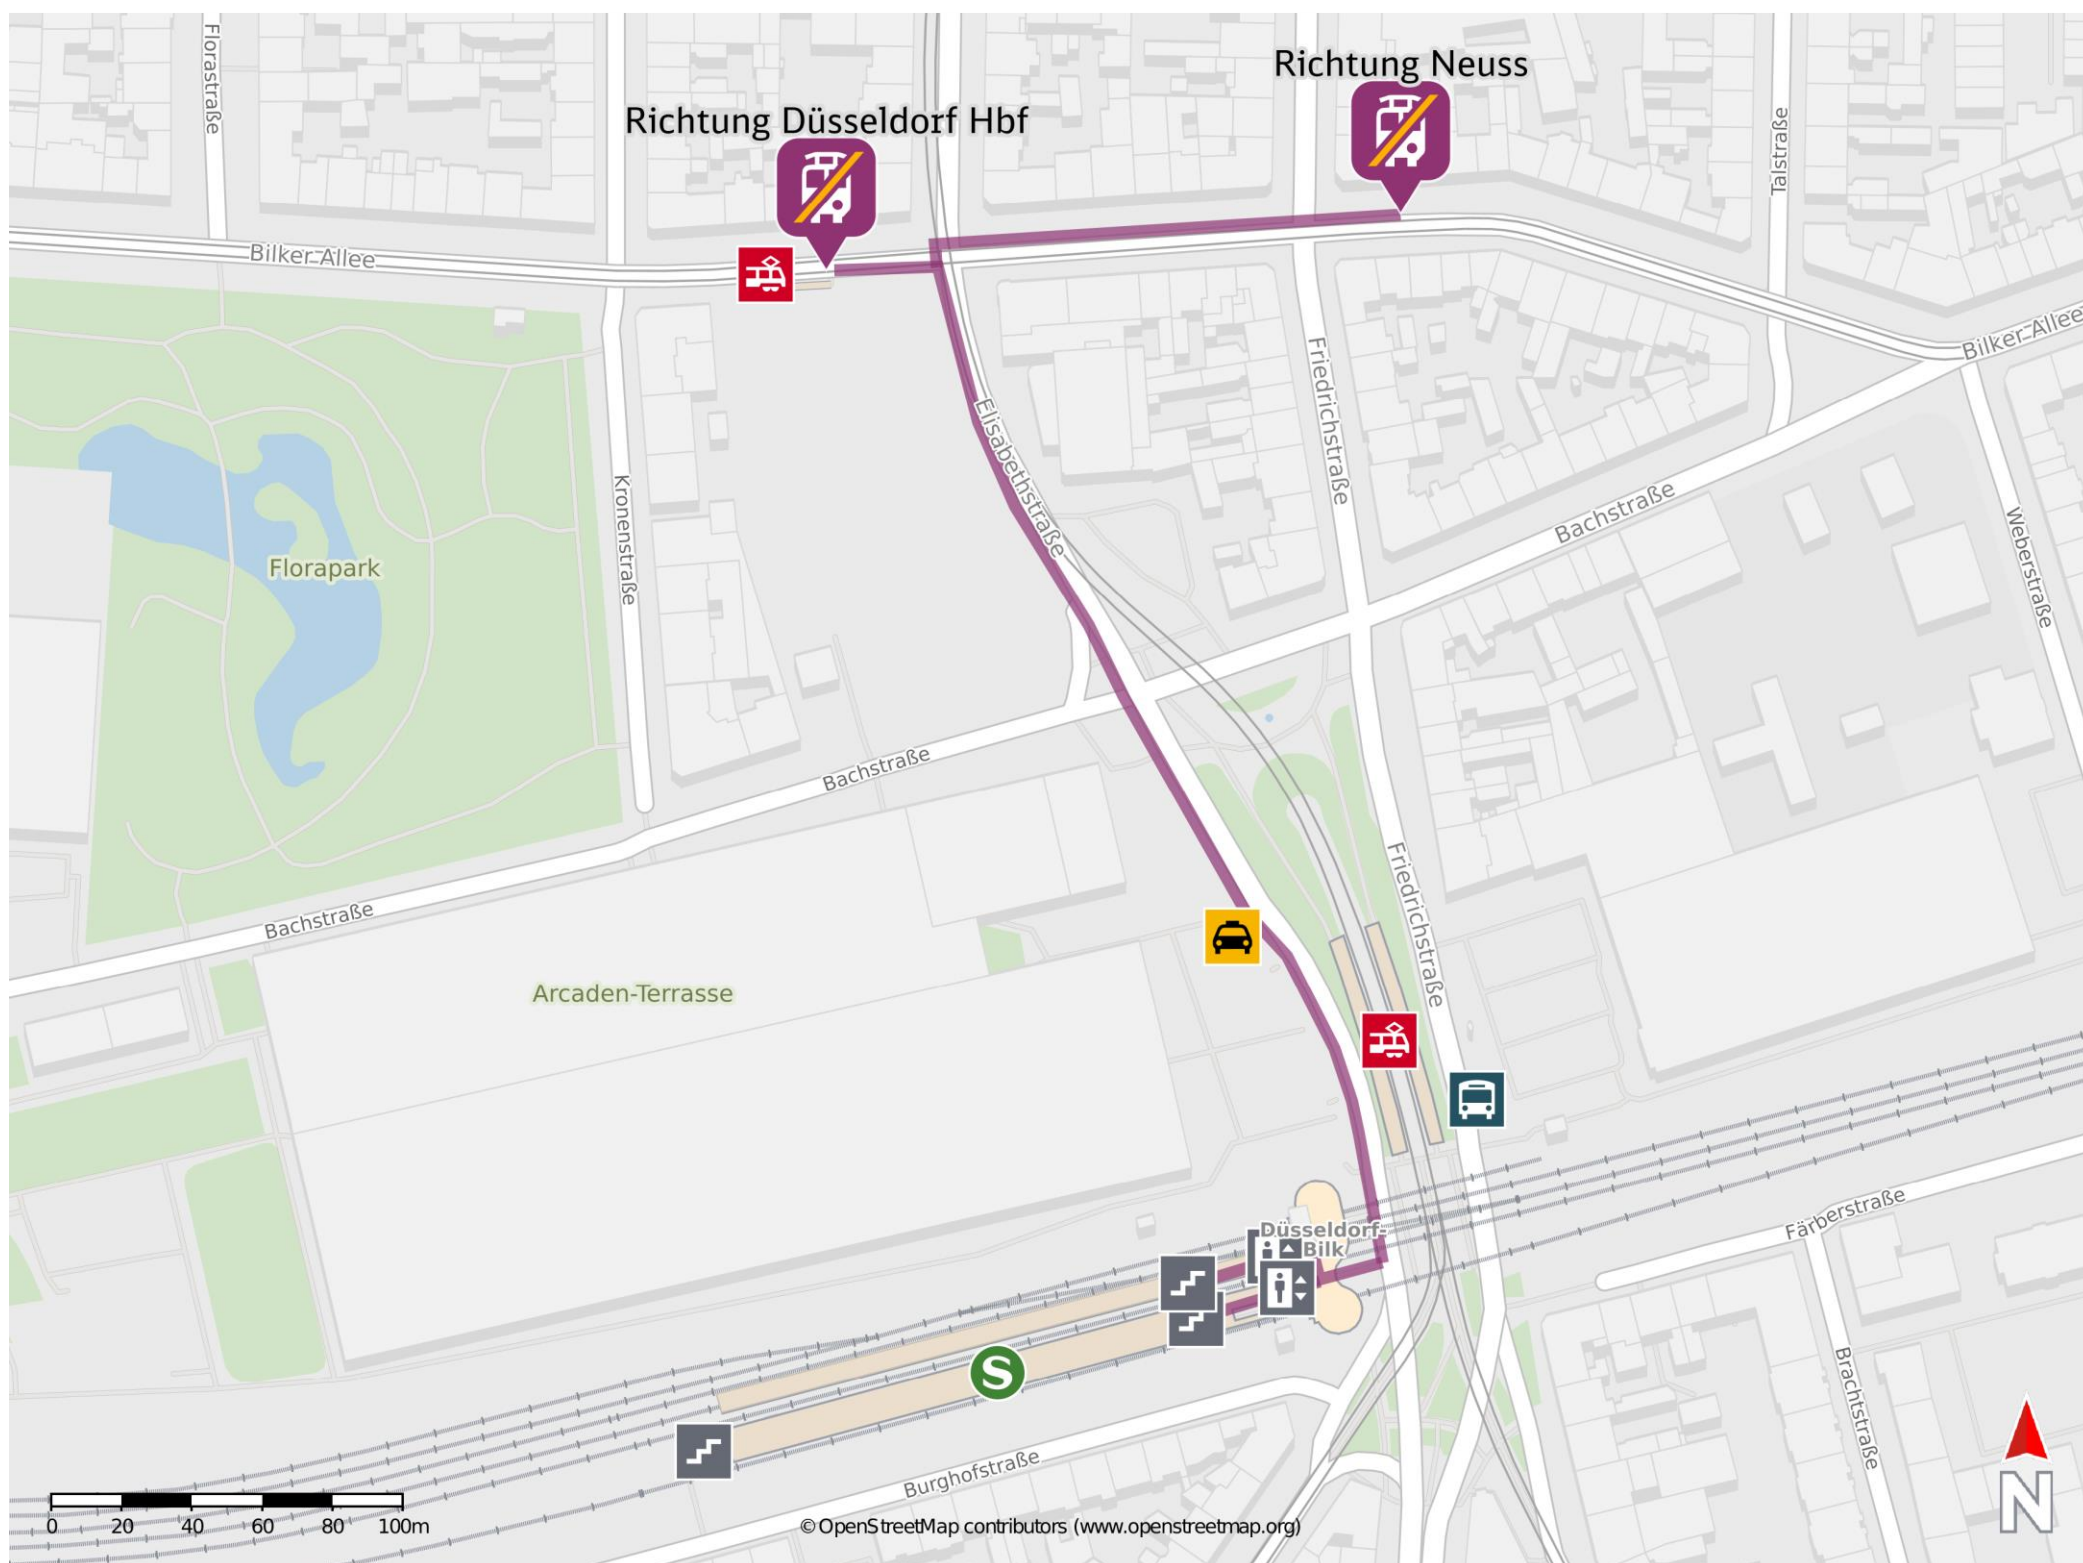 Florastraße
Richtung Neuss
Richtung Düsseldorf Hbf
Talstraße
Bilker Allee
Bilker Allee
Friedrichstraße
Elisabethstraße
Kronenstraße
Bachstraße
Weberstraße
Florapark
Bachstraße
Friedrichstraße
Bachstraße
Arcaden-Terrasse
Färberstraße
Düsseldorf-
Bilk
S
Brachtstraße
Burghofstraße
N
0 20 40 60 80 100m
© OpenStreetMap contributors (www.openstreetmap.org)